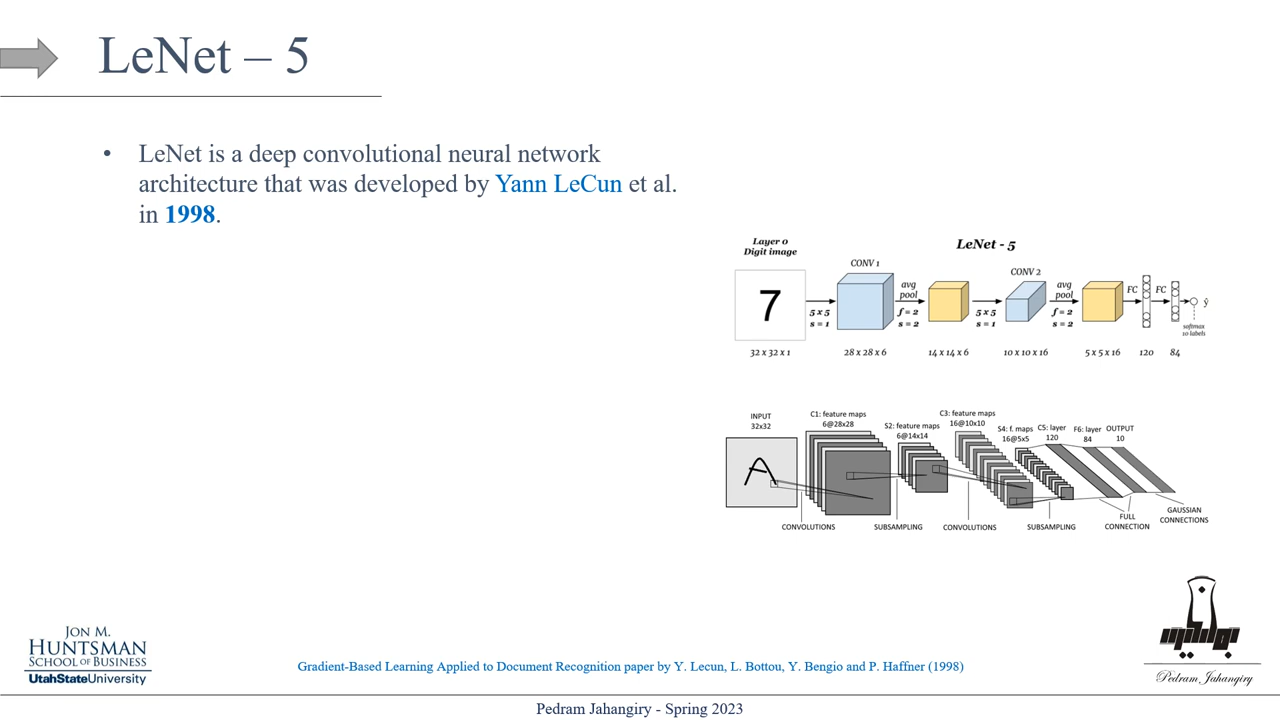 LeNet – 5
• LeNet is a deep convolutional neural network
architecture that was developed by Yann LeCun et al.
in 1998.
Layer 0
Digit image
LeNet - 5
CONV 1
CONV 2
7
5 x 5
s = 1
avg
pool
f = 2
s = 2
5 x 5
s = 1
avg
pool
f = 2
s = 2
FC
FC
ŷ
softmax
10 labels
32 x 32 x 1
28 x 28 x 6
14 x 14 x 6
10 x 10 x 16
5 x 5 x 16
120
84
INPUT
32x32
C1: feature maps
6@28x28
S2: feature maps
6@14x14
C3: feature maps
16@10x10
S4: f. maps
16@5x5
C5: layer
120
F6: layer
84
OUTPUT
10
A
CONVOLUTIONS
SUBSAMPLING
CONVOLUTIONS
SUBSAMPLING
FULL
CONNECTION
GAUSSIAN
CONNECTIONS
JON M.
HUNTSMAN
SCHOOL OF BUSINESS
UtahStateUniversity
Gradient-Based Learning Applied to Document Recognition paper by Y. Lecun, L. Bottou, Y. Bengio and P. Haffner (1998)
Pedram Jahangiry
Pedram Jahangiry - Spring 2023